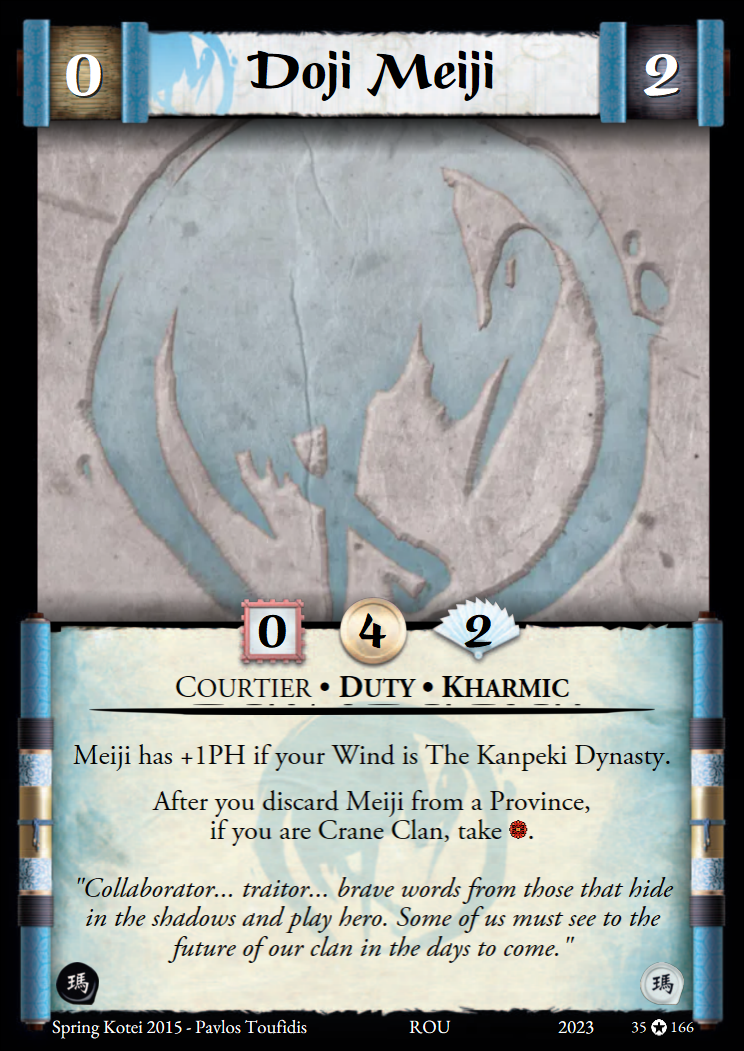 0 Doji Meiji 2
0 4 2
Courtier • Duty • Kharmic
Meiji has +1PH if your Wind is The Kanpeki Dynasty.
After you discard Meiji from a Province,
if you are Crane Clan, take .
"Collaborator... traitor... brave words from those that hide
in the shadows and play hero. Some of us must see to the
future of our clan in the days to come."
瑪 瑪
Spring Kotei 2015 - Pavlos Toufidis ROU 2023 35 166